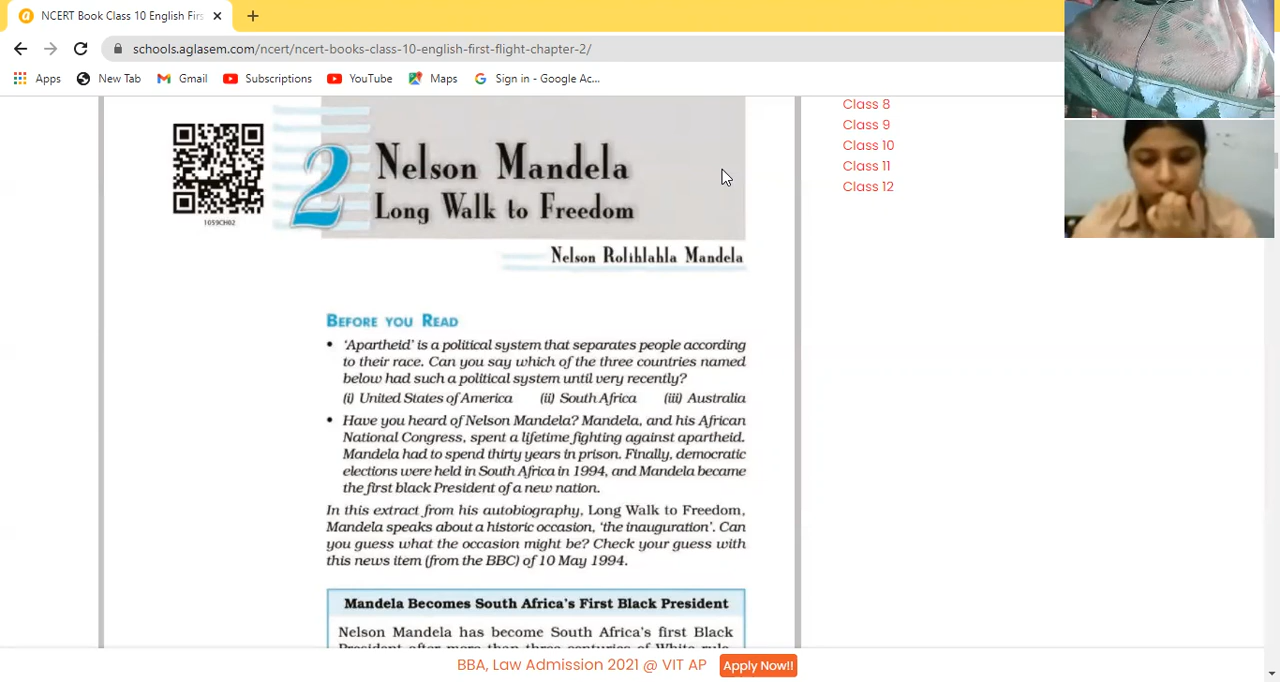 NCERT Book Class 10 English Firs
schools.aglasem.com/ncert/ncert-books-class-10-english-first-flight-chapter-2/
Apps New Tab Gmail Subscriptions YouTube Maps Sign in - Google Ac...
1059CH02
2 Nelson Mandela
Long Walk to Freedom
Nelson Rolihlahla Mandela
BEFORE YOU READ
• 'Apartheid' is a political system that separates people according
to their race. Can you say which of the three countries named
below had such a political system until very recently?
(i) United States of America (ii) South Africa (iii) Australia
• Have you heard of Nelson Mandela? Mandela, and his African
National Congress, spent a lifetime fighting against apartheid.
Mandela had to spend thirty years in prison. Finally, democratic
elections were held in South Africa in 1994, and Mandela became
the first black President of a new nation.
In this extract from his autobiography, Long Walk to Freedom,
Mandela speaks about a historic occasion, 'the inauguration'. Can
you guess what the occasion might be? Check your guess with
this news item (from the BBC) of 10 May 1994.
Mandela Becomes South Africa's First Black President
Nelson Mandela has become South Africa's first Black
President after more than three centuries of White rule.
Class 8
Class 9
Class 10
Class 11
Class 12
BBA, Law Admission 2021 @ VIT AP Apply Now!!